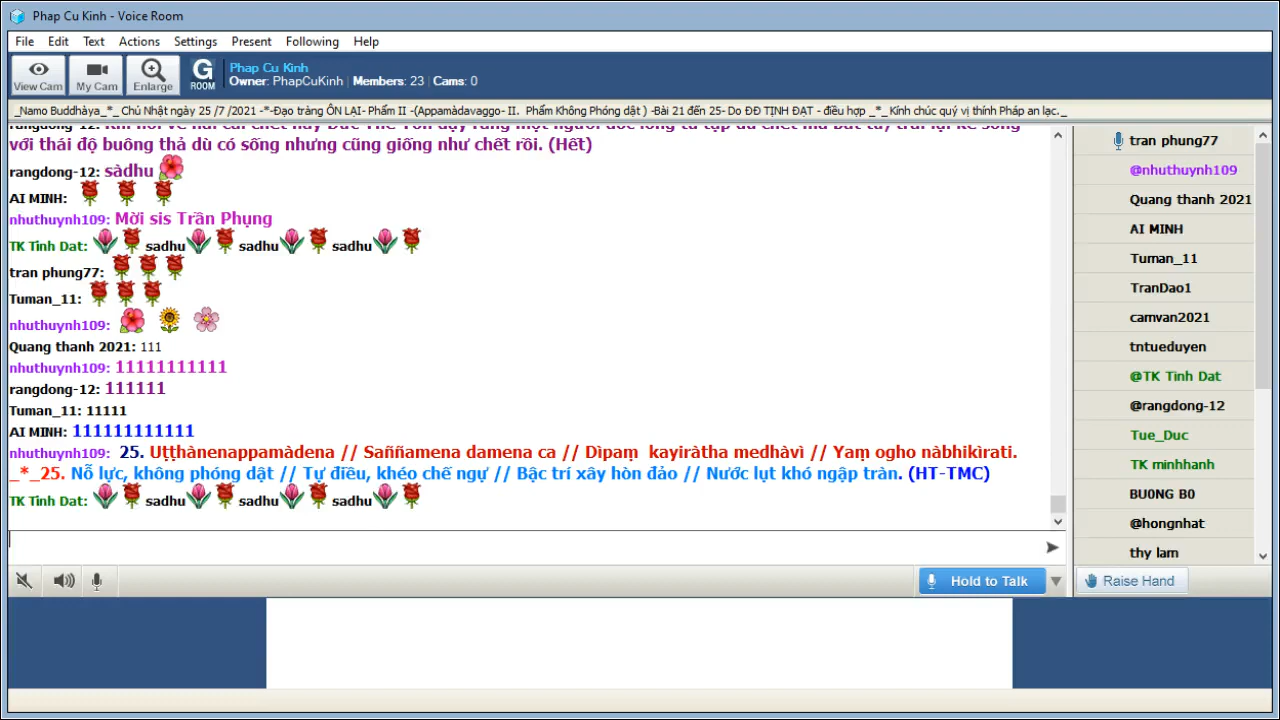 Phap Cu Kinh - Voice Room
File Edit Text Actions Settings Present Following Help
View Cam My Cam Enlarge G ROOM
Phap Cu Kinh
Owner: PhapCuKinh | Members: 23 | Cams: 0
_Namo Buddhàya_*_ Chủ Nhật ngày 25 /7 /2021 -*-Đạo tràng ÔN LẠI- Phẩm II -(Appamàdavaggo- II. Phẩm Không Phóng dật ) -Bài 21 đến 25- Do ĐĐ TỊNH ĐẠT - điều hợp _*_Kính chúc quý vị thính Pháp an lạc._
với thái độ buông thả dù có sống nhưng cũng giống như chết rồi. (Hết)
rangdong-12: sàdhu
AI MINH:
nhuthuynh109: Mời sis Trần Phụng
TK Tinh Dat: sadhu sadhu sadhu
tran phung77:
Tuman_11:
nhuthuynh109:
Quang thanh 2021: 111
nhuthuynh109: 11111111111
rangdong-12: 111111
Tuman_11: 11111
AI MINH: 111111111111
nhuthuynh109: 25. Uṭṭhànenappamàdena // Saññamena damena ca // Dìpaṃ kayiràtha medhàvì // Yaṃ ogho nàbhikìrati.
_*_25. Nỗ lực, không phóng dật // Tự điều, khéo chế ngự // Bậc trí xây hòn đảo // Nước lụt khó ngập tràn. (HT-TMC)
TK Tinh Dat: sadhu sadhu sadhu
tran phung77
@nhuthuynh109
Quang thanh 2021
AI MINH
Tuman_11
TranDao1
camvan2021
tntueduyen
@TK Tinh Dat
@rangdong-12
Tue_Duc
TK minhhanh
BU0NG B0
@hongnhat
thy lam
Hold to Talk
Raise Hand